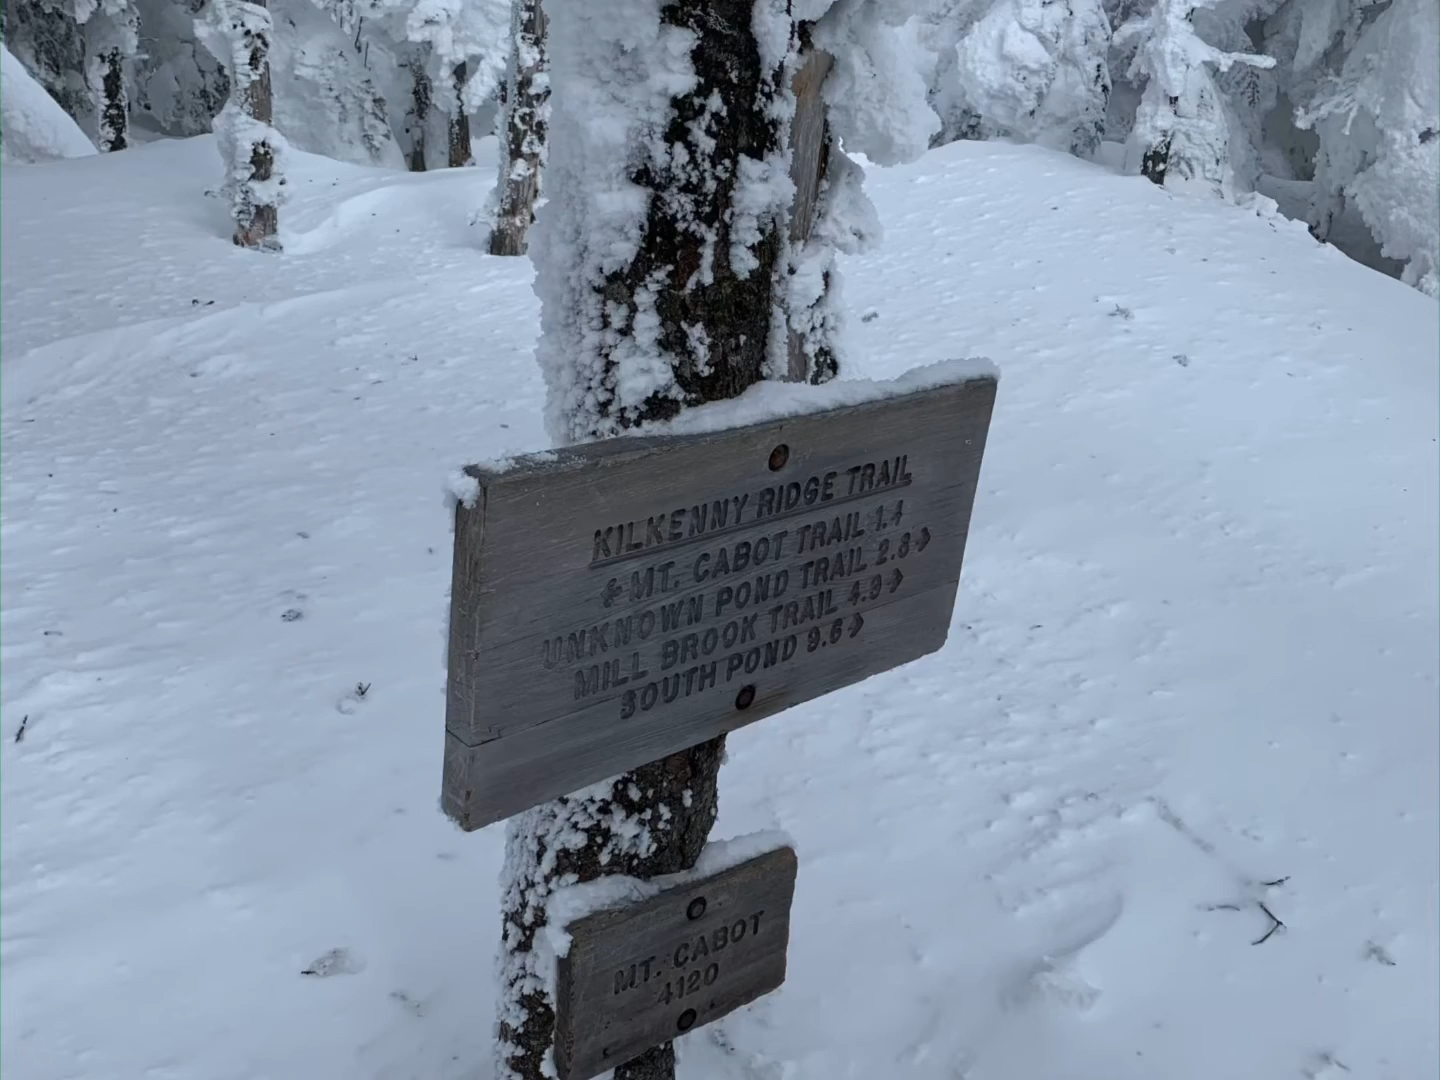 KILKENNY RIDGE TRAIL
← MT. CABOT TRAIL 1.4
UNKNOWN POND TRAIL 2.8 →
MILL BROOK TRAIL 4.9 →
SOUTH POND 9.6 →
MT. CABOT
4120